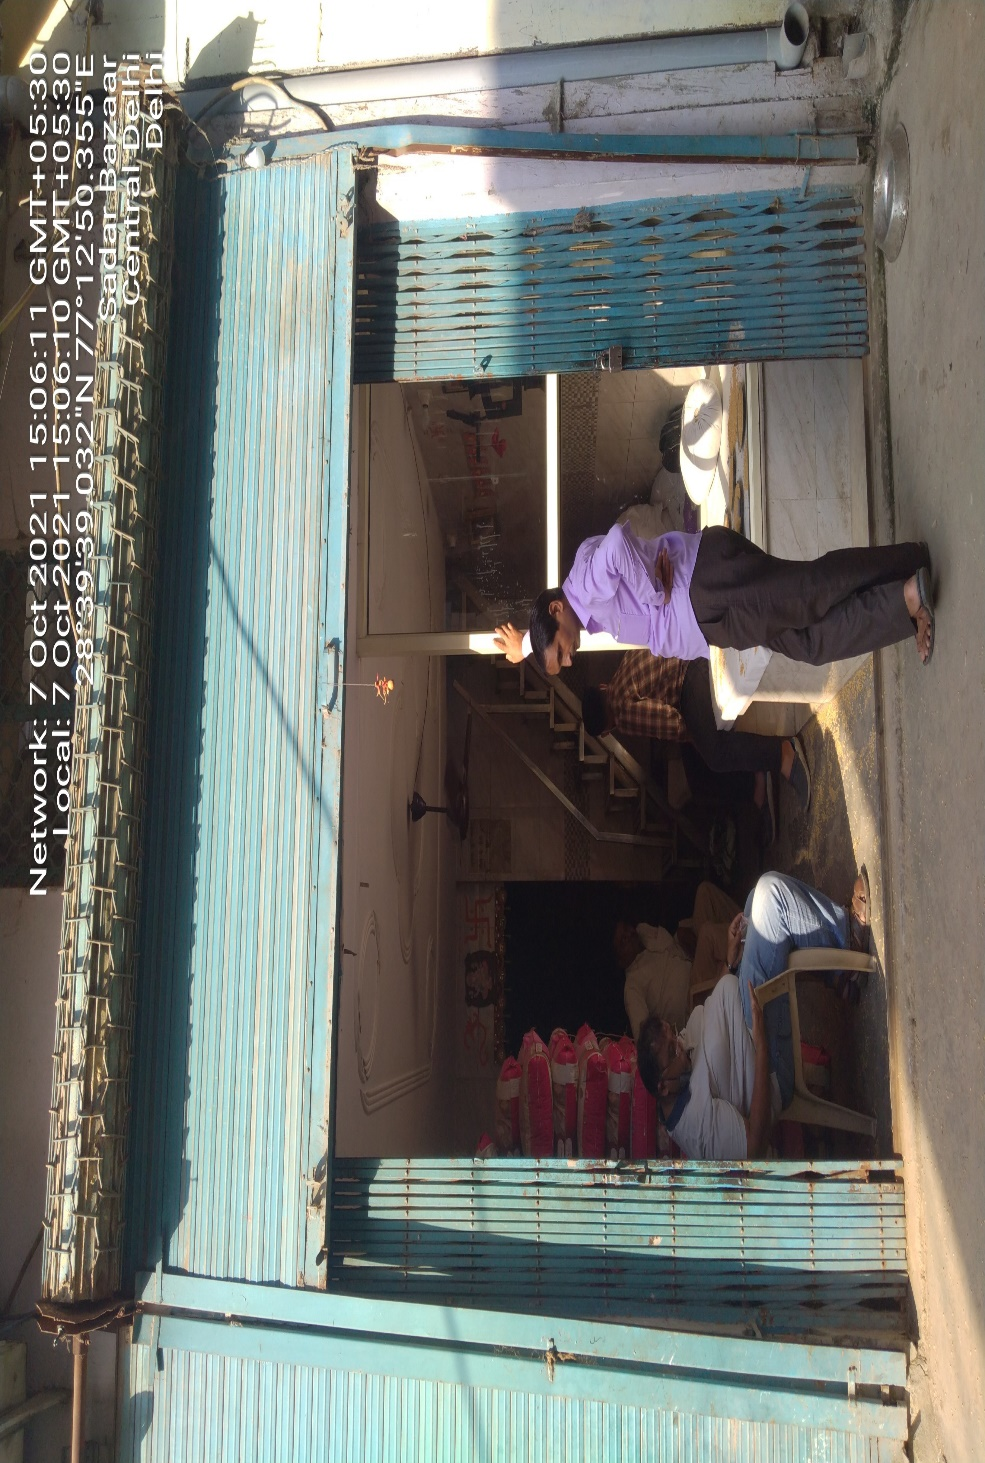 Network: 7 Oct 2021 15:06:11 GMT+05:30
Local: 7 Oct 2021 15:06:10 GMT+05:30
28°39'39.032"N 77°12'50.355"E
Sadar Bazaar
Central Delhi
Delhi